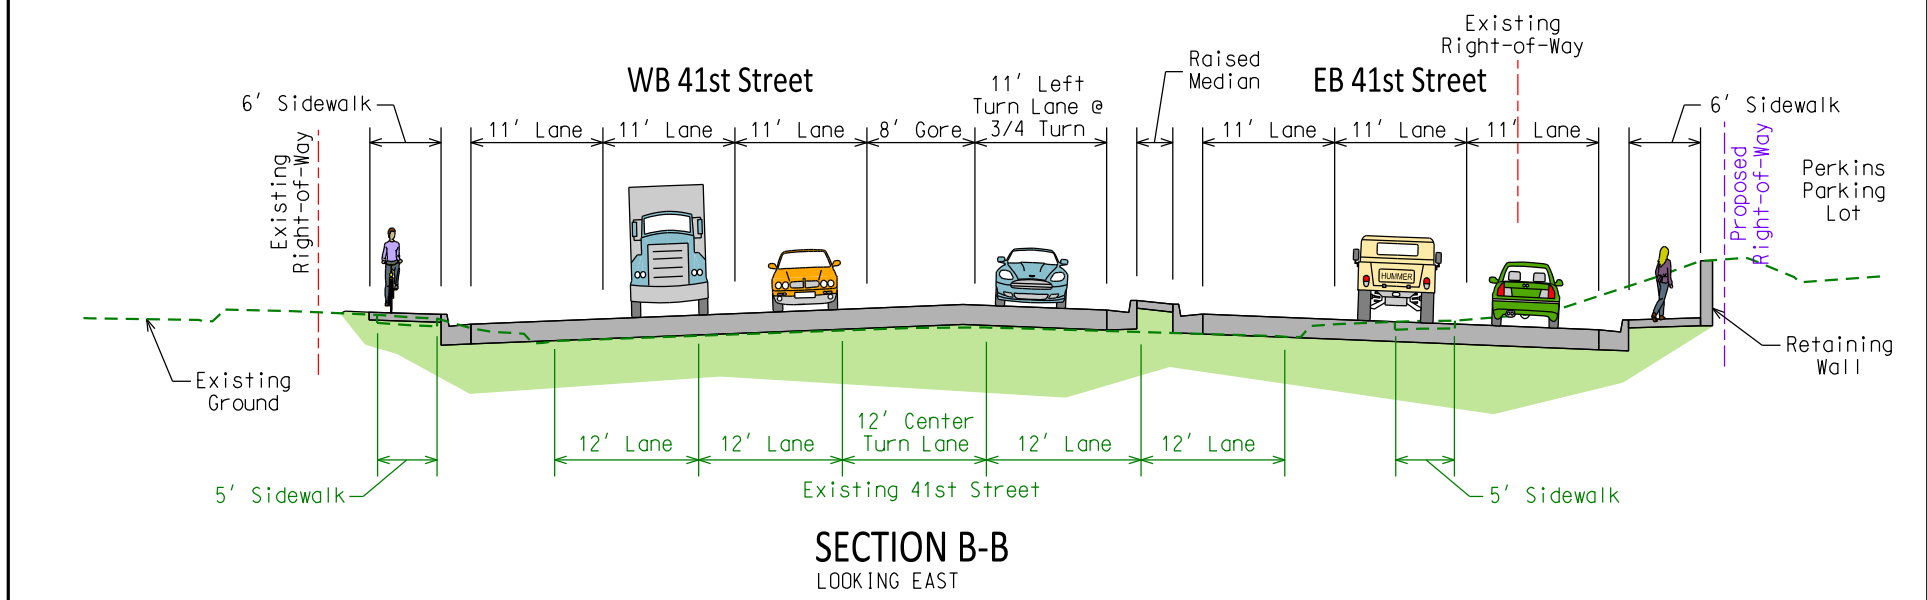 Existing
Right-of-Way
WB 41st Street
Raised
Median
EB 41st Street
11' Left
Turn Lane @
3/4 Turn
6' Sidewalk
6' Sidewalk
11' Lane
11' Lane
11' Lane
8' Gore
11' Lane
11' Lane
11' Lane
Existing
Right-of-Way
Proposed
Right-of-Way
Perkins
Parking
Lot
HUMMER
Existing
Ground
Retaining
Wall
12' Lane
12' Lane
12' Center
Turn Lane
12' Lane
12' Lane
5' Sidewalk
Existing 41st Street
5' Sidewalk
SECTION B-B
LOOKING EAST